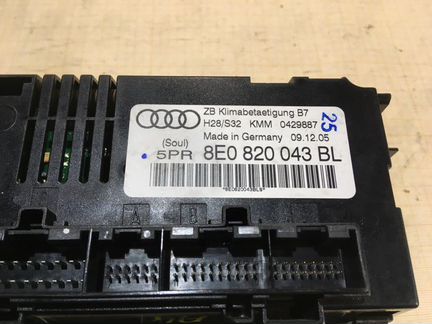 ZB Klimabetaetigung B7
H28/S32 KMM 0429887
Made in Germany 09.12.05
25
(Soul)
5PR 8E0 820 043 BL
*8E0820043BL9*
A